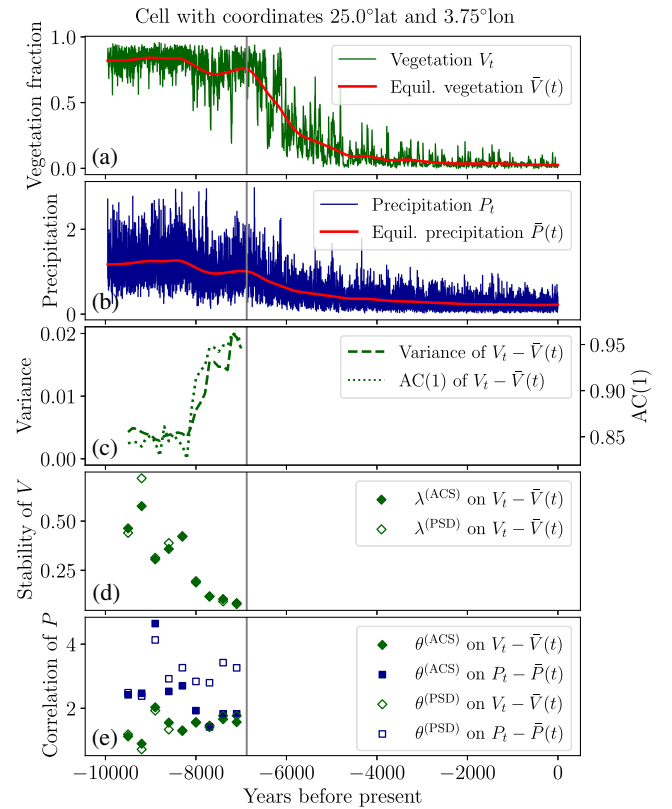 Cell with coordinates 25.0°lat and 3.75°lon
1.0
0.5
0.0
Vegetation fraction
(a)
Vegetation V_t
Equil. vegetation V̄(t)
2
1
0
Precipitation
(b)
Precipitation P_t
Equil. precipitation P̄(t)
0.02
0.01
0.00
Variance
(c)
Variance of V_t − V̄(t)
AC(1) of V_t − V̄(t)
0.95
0.90
0.85
AC(1)
0.50
0.25
Stability of V
(d)
λ^(ACS) on V_t − V̄(t)
λ^(PSD) on V_t − V̄(t)
4
2
Correlation of P
(e)
θ^(ACS) on V_t − V̄(t)
θ^(ACS) on P_t − P̄(t)
θ^(PSD) on V_t − V̄(t)
θ^(PSD) on P_t − P̄(t)
−10000 −8000 −6000 −4000 −2000 0
Years before present